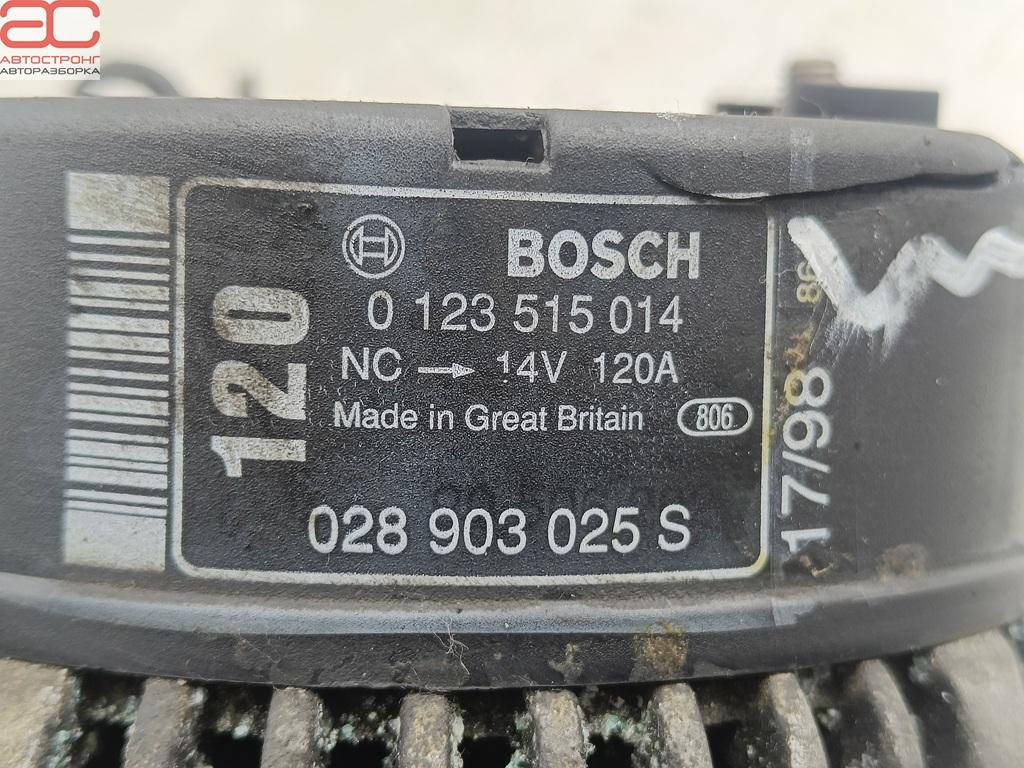 АС
АВТОСТРОНГ
АВТОРАЗБОРКА
120
BOSCH
0 123 515 014
NC → 14V 120A
Made in Great Britain 806
028 903 025 S
17/98